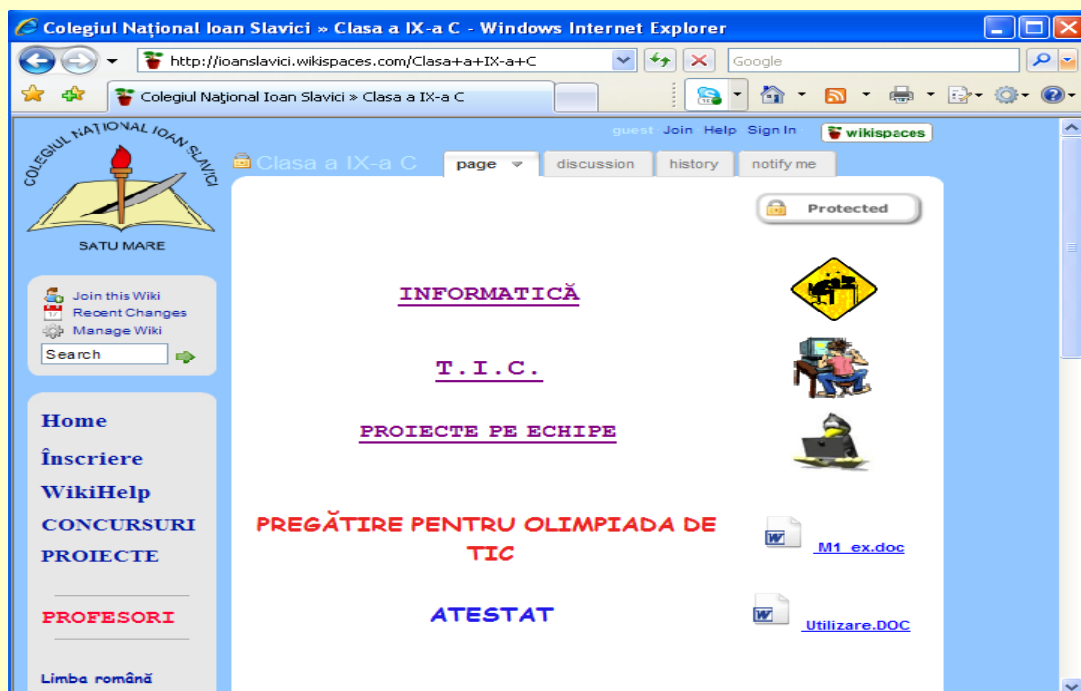 Colegiul Național Ioan Slavici » Clasa a IX-a C - Windows Internet Explorer
http://ioanslavici.wikispaces.com/Clasa+a+IX-a+C
Google
Colegiul Național Ioan Slavici » Clasa a IX-a C
COLEGIUL NATIONAL IOAN SLAVICI
SATU MARE
guest Join Help Sign In wikispaces
Clasa a IX-a C page discussion history notify me
Protected
Join this Wiki
Recent Changes
Manage Wiki
Search
Home
Înscriere
WikiHelp
CONCURSURI
PROIECTE
PROFESORI
Limba română
INFORMATICĂ
T.I.C.
PROIECTE PE ECHIPE
PREGĂTIRE PENTRU OLIMPIADA DE
TIC
M1_ex.doc
ATESTAT
Utilizare.DOC